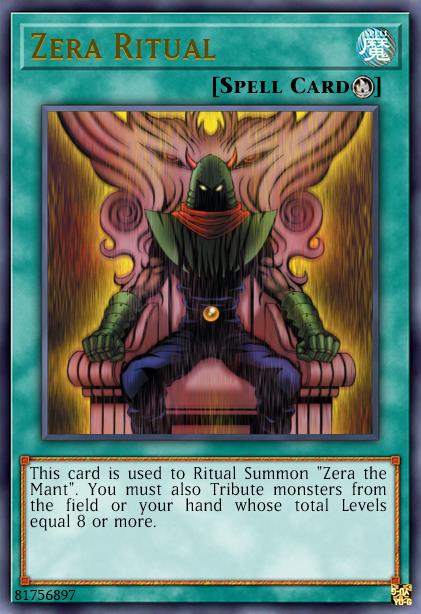 Zera Ritual
SPELL
魔
[Spell Card]
This card is used to Ritual Summon "Zera the
Mant". You must also Tribute monsters from
the field or your hand whose total Levels
equal 8 or more.
81756897